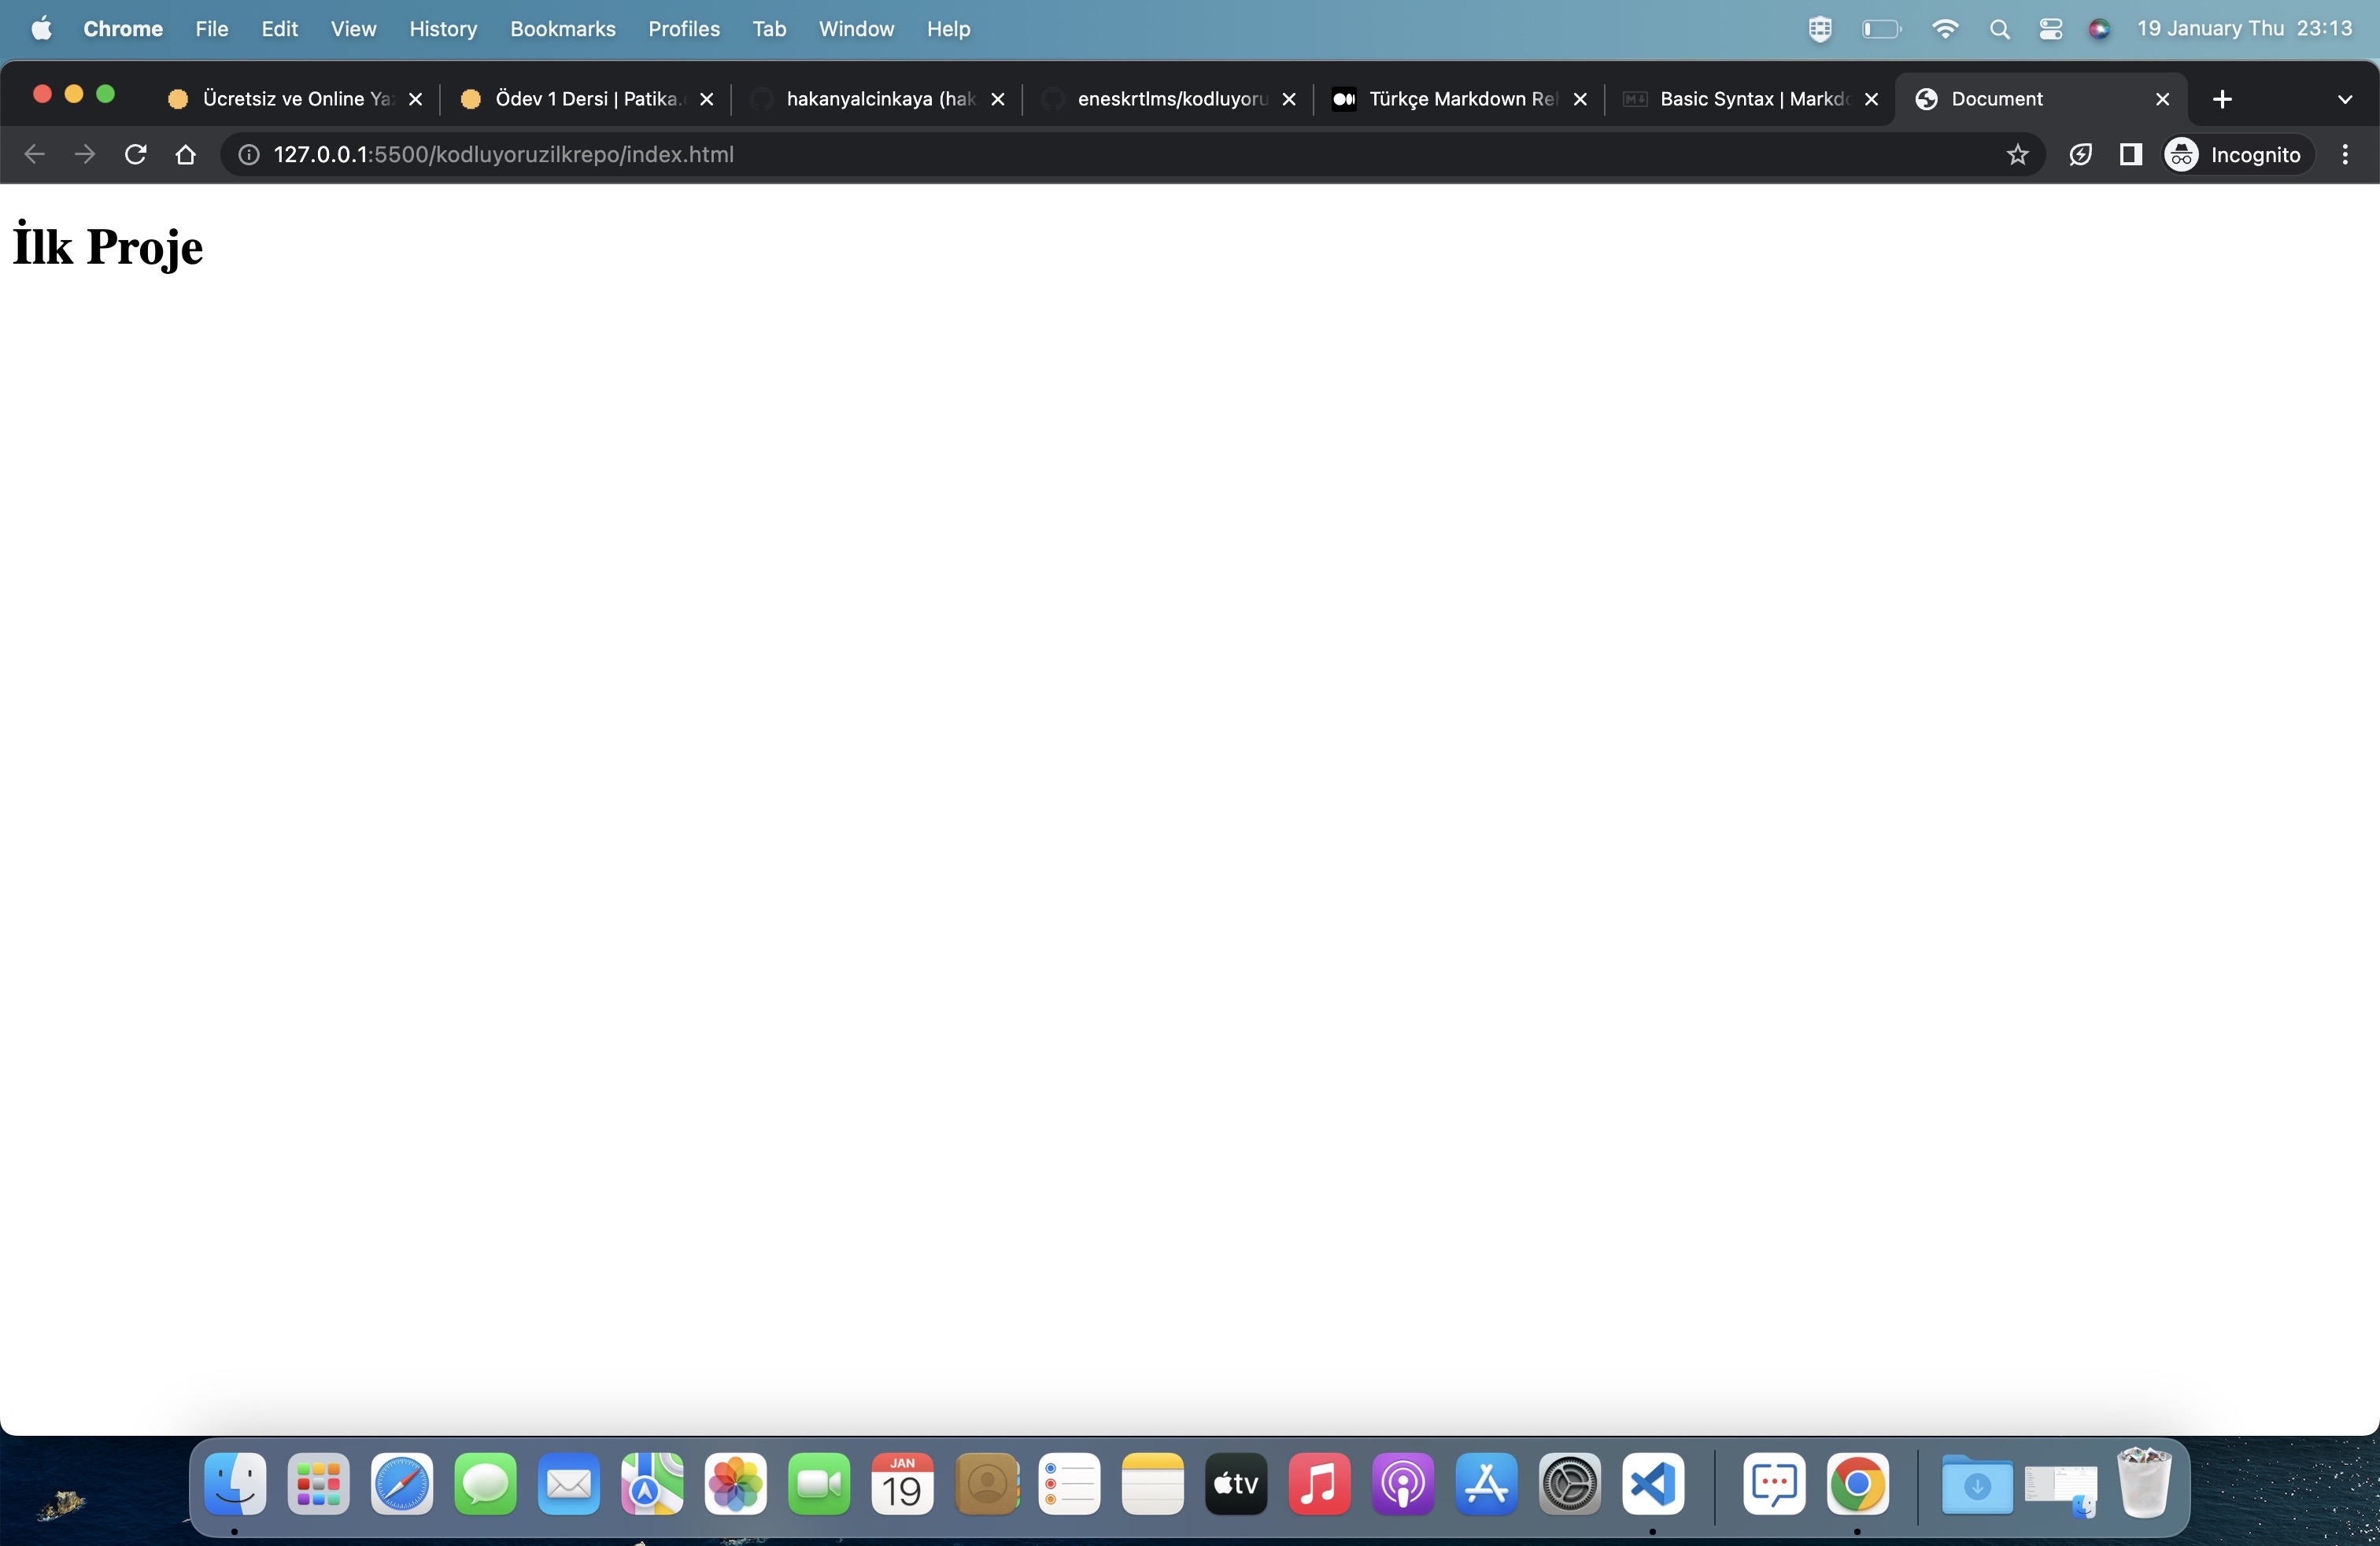 Chrome File Edit View History Bookmarks Profiles Tab Window Help 19 January Thu 23:13
Ücretsiz ve Online Ya
Ödev 1 Dersi | Patika.
hakanyalcinkaya (hak
eneskrtlms/kodluyoru
Türkçe Markdown Re
Basic Syntax | Markd
Document
127.0.0.1:5500/kodluyoruzilkrepo/index.html
Incognito
İlk Proje
JAN
19
tv